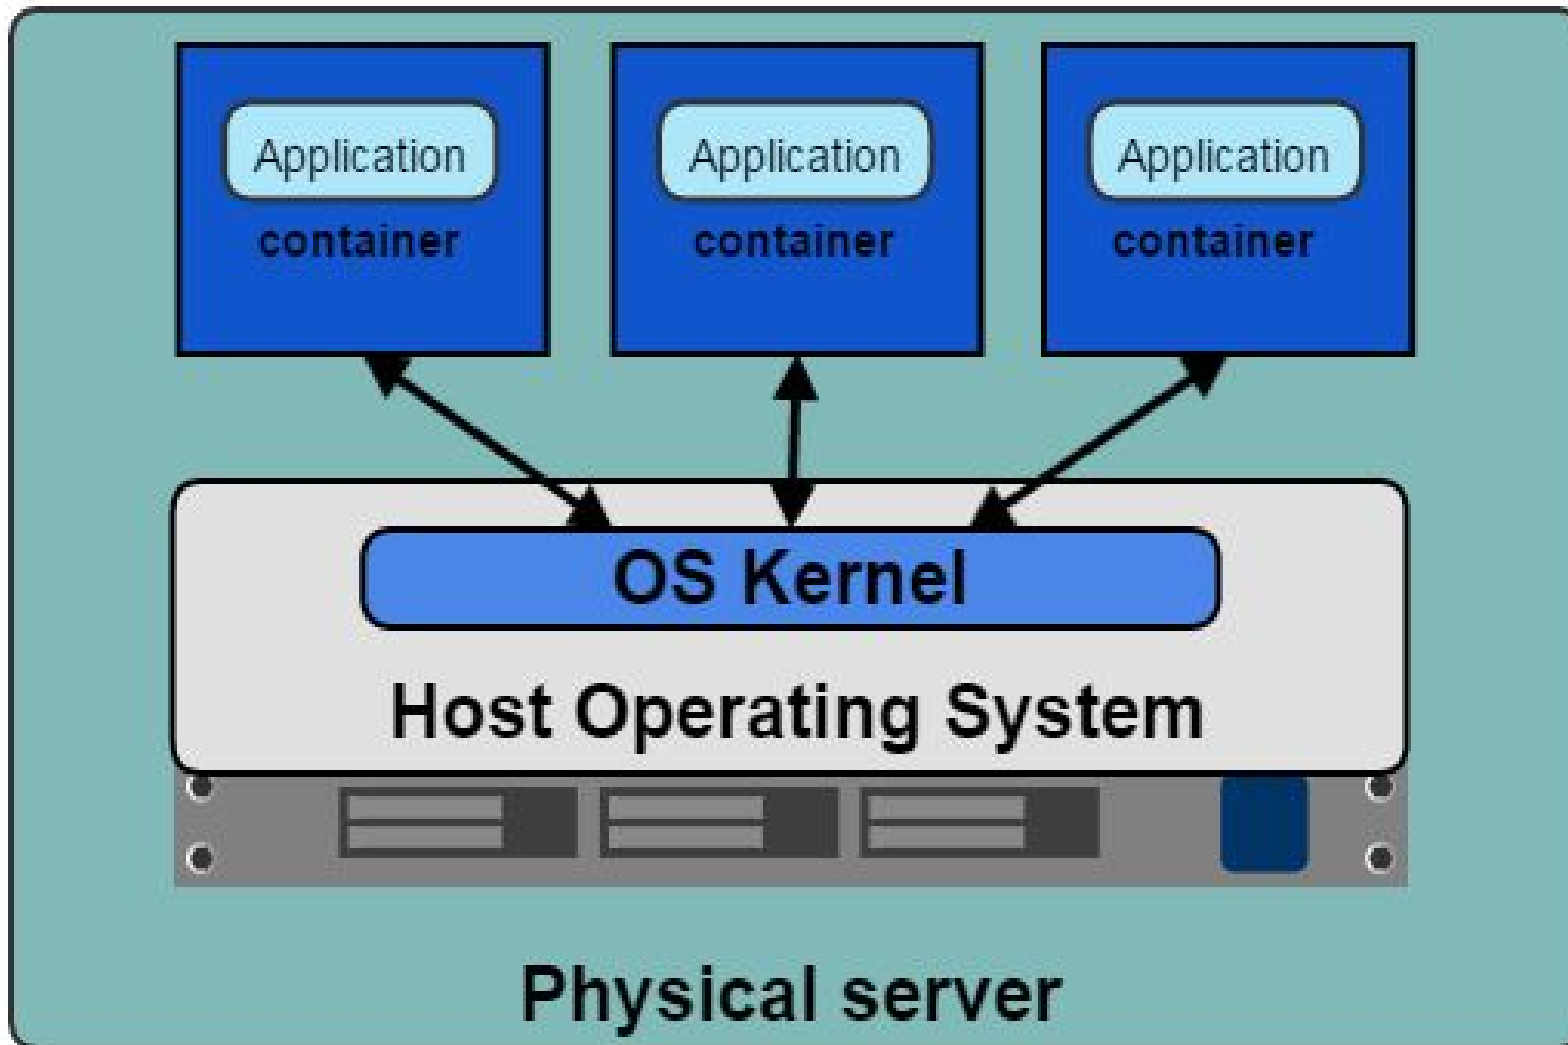 Application
container
Application
container
Application
container
OS Kernel
Host Operating System
Physical server